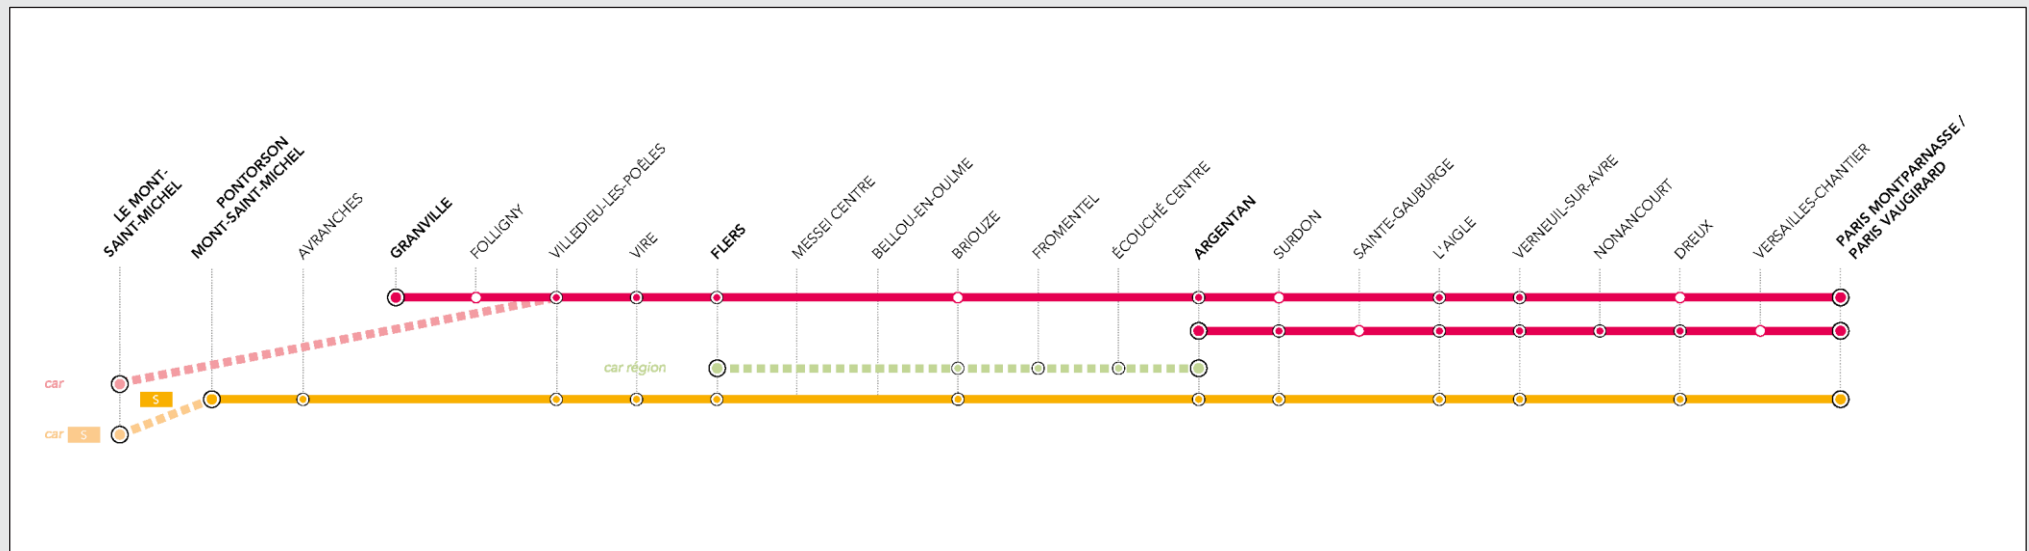 LE MONT-
SAINT-MICHEL
PONTORSON
MONT-SAINT-MICHEL
AVRANCHES
GRANVILLE
FOLLIGNY
VILLEDIEU-LES-POÊLES
VIRE
FLERS
MESSEI CENTRE
BELLOU-EN-OULME
BRIOUZE
FROMENTEL
ÉCOUCHÉ CENTRE
ARGENTAN
SURDON
SAINTE-GAUBURGE
L'AIGLE
VERNEUIL-SUR-AVRE
NONANCOURT
DREUX
VERSAILLES-CHANTIER
PARIS MONTPARNASSE /
PARIS VAUGIRARD
car région
car
S
car S